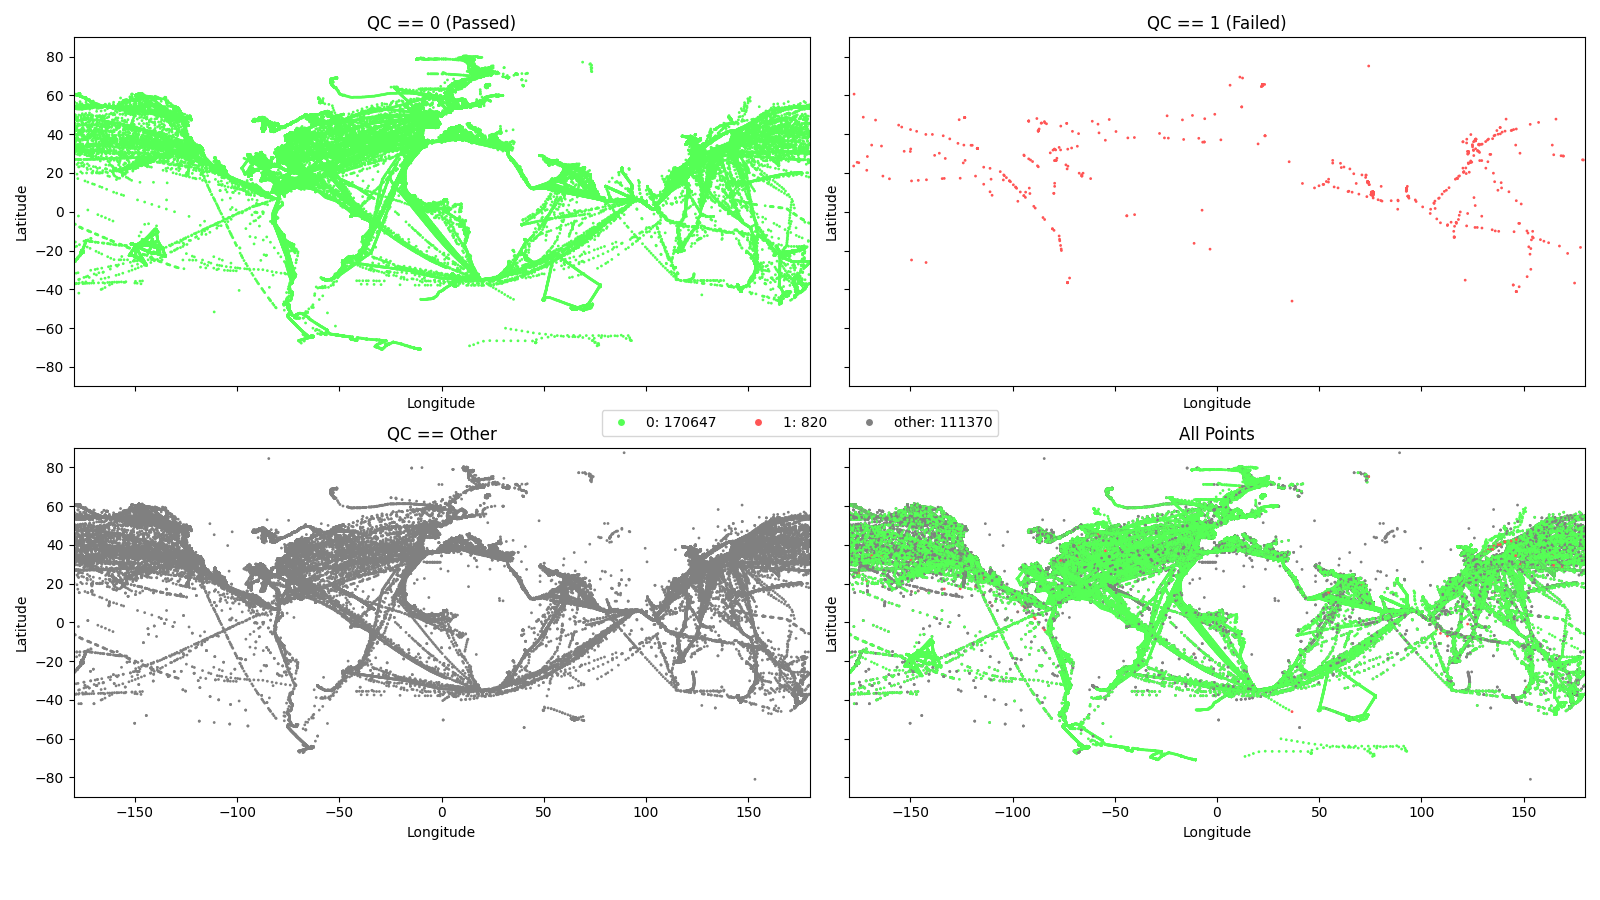 QC == 0 (Passed)
QC == 1 (Failed)
80
60
40
20
0
−20
−40
−60
−80
Latitude
Latitude
Longitude
Longitude
0: 170647 1: 820 other: 111370
QC == Other
All Points
80
60
40
20
0
−20
−40
−60
−80
Latitude
Latitude
−150 −100 −50 0 50 100 150
−150 −100 −50 0 50 100 150
Longitude
Longitude